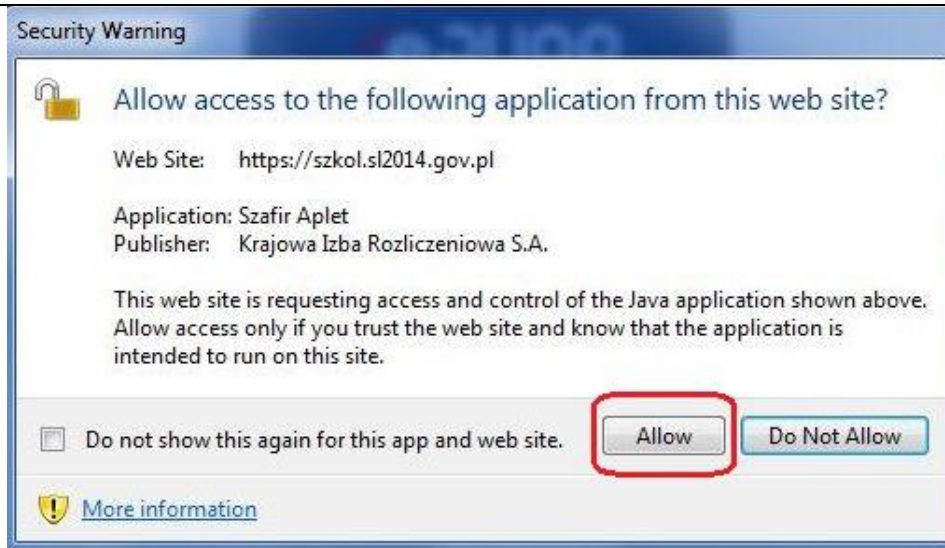 Security Warning
Allow access to the following application from this web site?
Web Site: https://szkol.sl2014.gov.pl
Application: Szafir Aplet
Publisher: Krajowa Izba Rozliczeniowa S.A.
This web site is requesting access and control of the Java application shown above.
Allow access only if you trust the web site and know that the application is
intended to run on this site.
Do not show this again for this app and web site. Allow Do Not Allow
More information